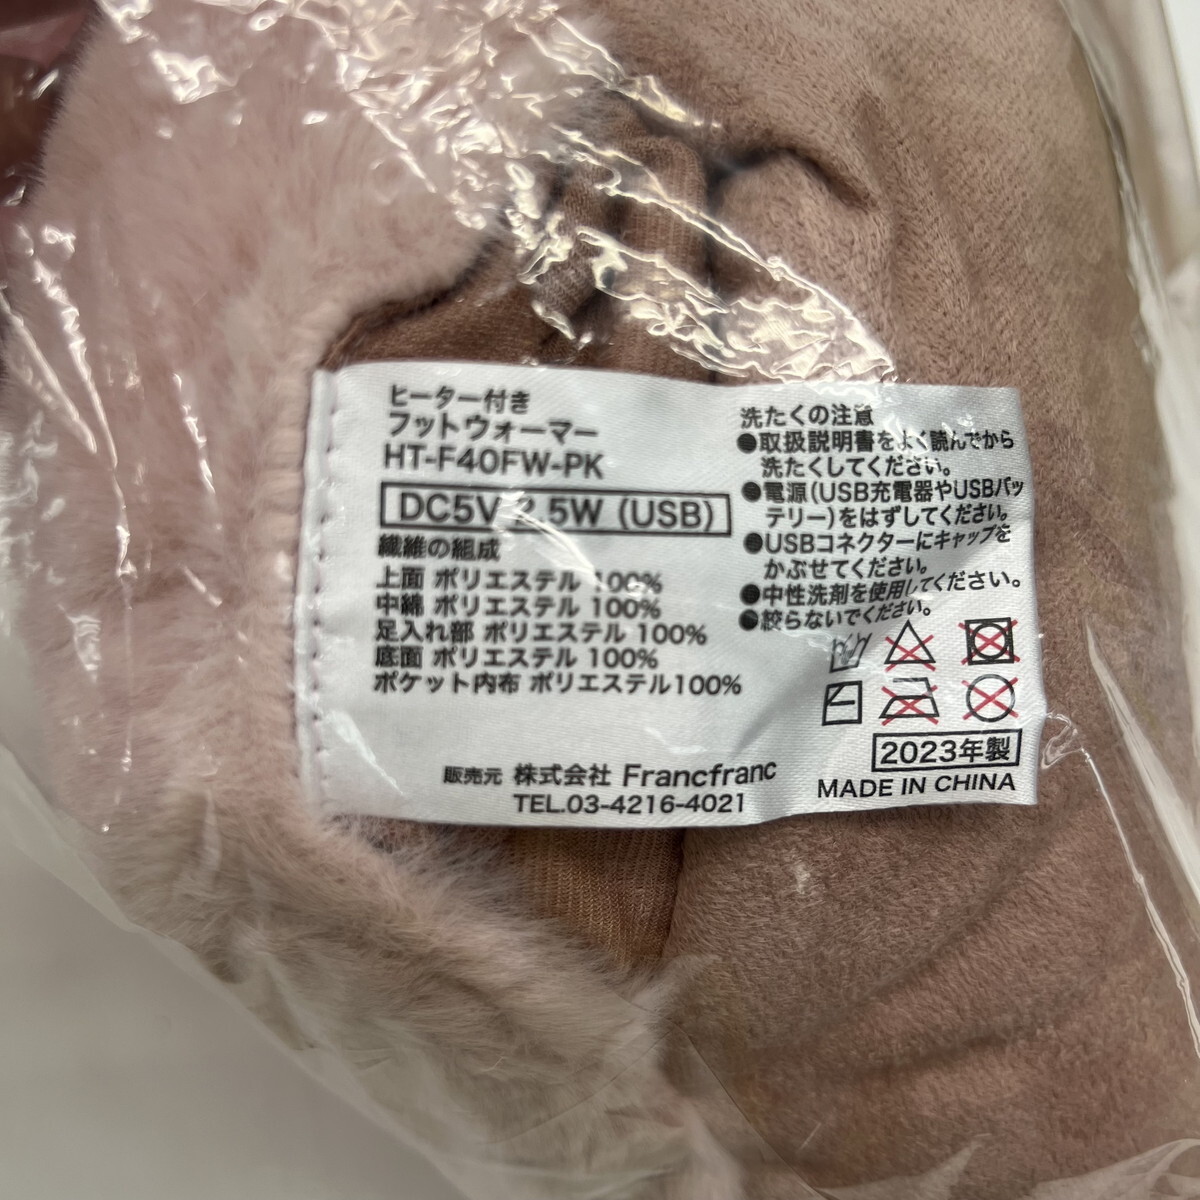 ヒーター付き
フットウォーマー
HT-F40FW-PK
DC5V 2.5W (USB)
繊維の組成
上面 ポリエステル 100%
中綿 ポリエステル 100%
足入れ部 ポリエステル 100%
底面 ポリエステル 100%
ポケット内布 ポリエステル100%
販売元 株式会社 Francfranc
TEL.03-4216-4021
洗たくの注意
●取扱説明書をよく読んでから
洗たくしてください。
●電源(USB充電器やUSBバッ
テリー)をはずしてください。
●USBコネクターにキャップを
かぶせてください。
●中性洗剤を使用してください。
●絞らないでください。
2023年製
MADE IN CHINA